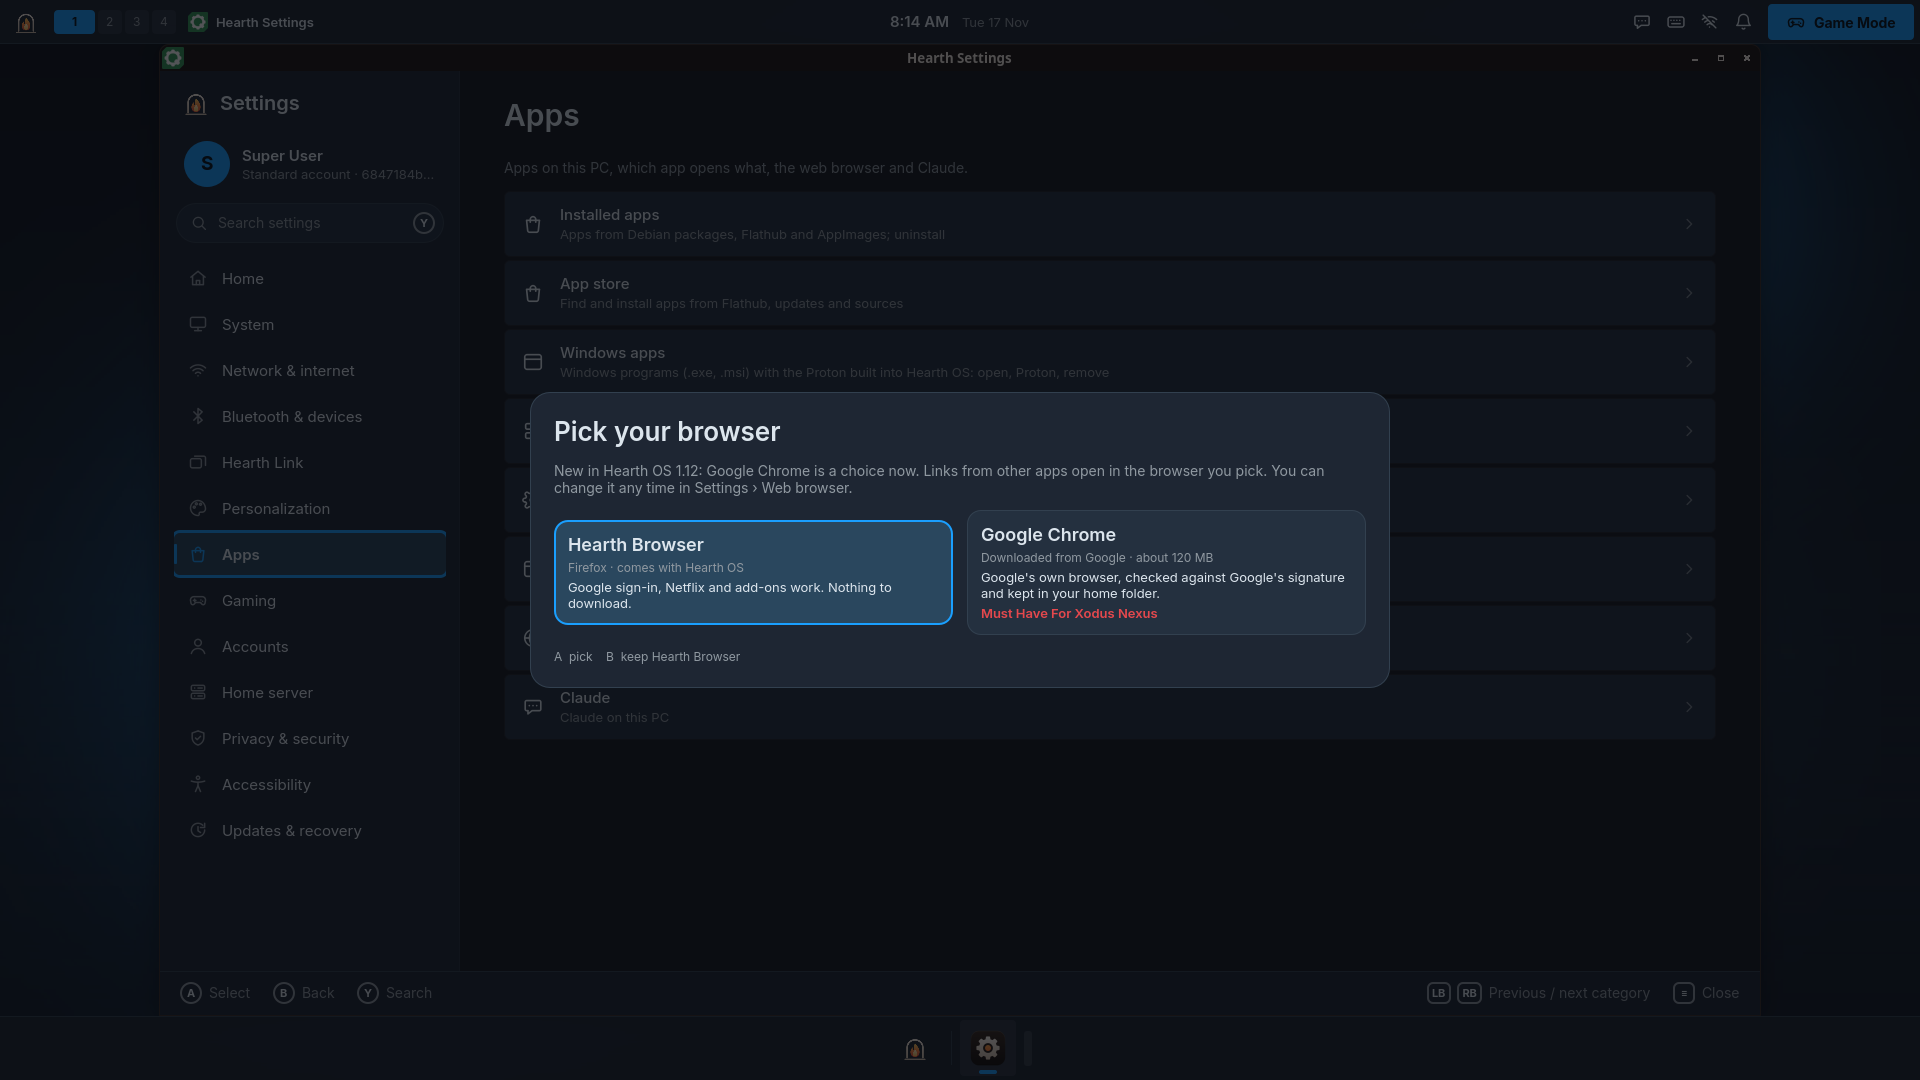 1 2 3 4 Hearth Settings
8:14 AM Tue 17 Nov
Game Mode
Hearth Settings
Settings
S
Super User
Standard account · 6847184b...
Search settings Y
Home
System
Network & internet
Bluetooth & devices
Hearth Link
Personalization
Apps
Gaming
Accounts
Home server
Privacy & security
Accessibility
Updates & recovery
Apps
Apps on this PC, which app opens what, the web browser and Claude.
Installed apps
Apps from Debian packages, Flathub and AppImages; uninstall
App store
Find and install apps from Flathub, updates and sources
Windows apps
Windows programs (.exe, .msi) with the Proton built into Hearth OS: open, Proton, remove
Pick your browser
New in Hearth OS 1.12: Google Chrome is a choice now. Links from other apps open in the browser you pick. You can
change it any time in Settings › Web browser.
Hearth Browser
Firefox · comes with Hearth OS
Google sign-in, Netflix and add-ons work. Nothing to
download.
Google Chrome
Downloaded from Google · about 120 MB
Google's own browser, checked against Google's signature
and kept in your home folder.
Must Have For Xodus Nexus
A pick B keep Hearth Browser
Claude
Claude on this PC
A Select B Back Y Search
LB RB Previous / next category ≡ Close